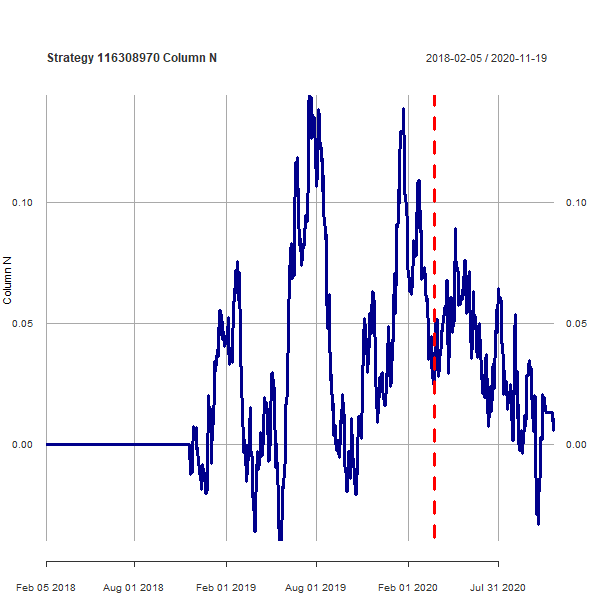 Strategy 116308970 Column N
2018-02-05 / 2020-11-19
Column N
0.10
0.10
0.05
0.05
0.00
0.00
Feb 05 2018
Aug 01 2018
Feb 01 2019
Aug 01 2019
Feb 01 2020
Jul 31 2020